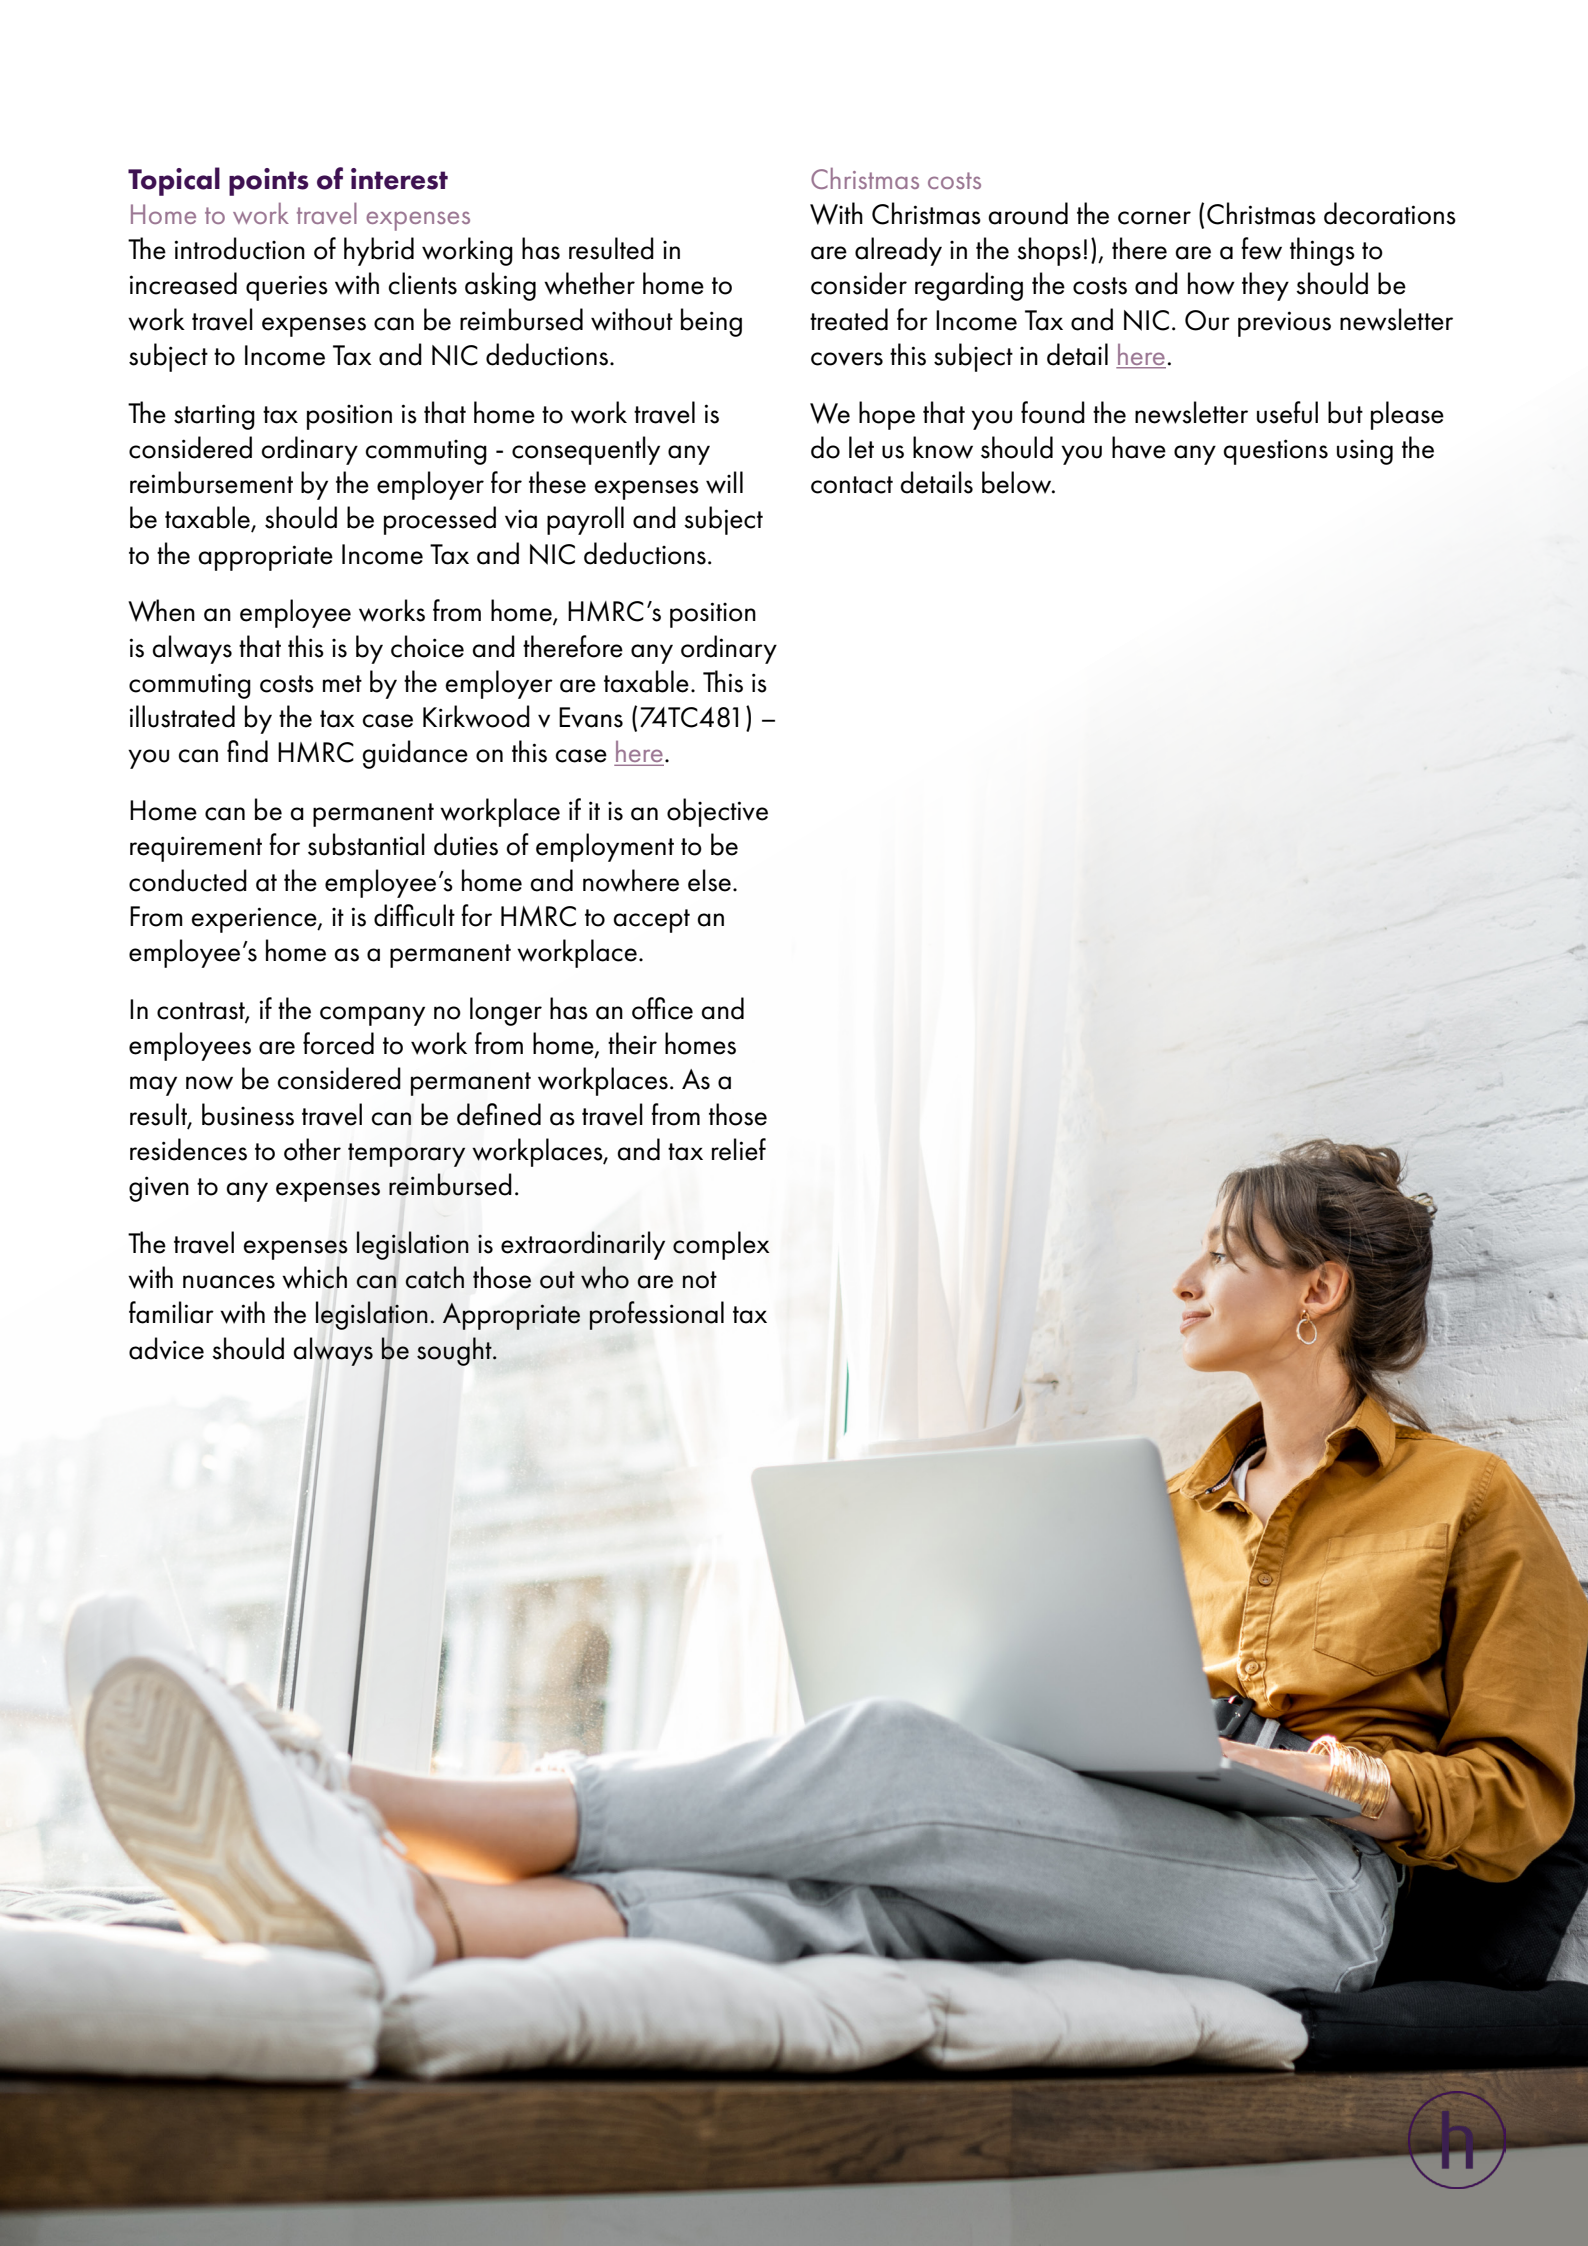 Topical points of interest
Home to work travel expenses
The introduction of hybrid working has resulted in
increased queries with clients asking whether home to
work travel expenses can be reimbursed without being
subject to Income Tax and NIC deductions.
The starting tax position is that home to work travel is
considered ordinary commuting - consequently any
reimbursement by the employer for these expenses will
be taxable, should be processed via payroll and subject
to the appropriate Income Tax and NIC deductions.
When an employee works from home, HMRC’s position
is always that this is by choice and therefore any ordinary
commuting costs met by the employer are taxable. This is
illustrated by the tax case Kirkwood v Evans (74TC481) –
you can find HMRC guidance on this case here.
Home can be a permanent workplace if it is an objective
requirement for substantial duties of employment to be
conducted at the employee’s home and nowhere else.
From experience, it is difficult for HMRC to accept an
employee’s home as a permanent workplace.
In contrast, if the company no longer has an office and
employees are forced to work from home, their homes
may now be considered permanent workplaces. As a
result, business travel can be defined as travel from those
residences to other temporary workplaces, and tax relief
given to any expenses reimbursed.
The travel expenses legislation is extraordinarily complex
with nuances which can catch those out who are not
familiar with the legislation. Appropriate professional tax
advice should always be sought.
Christmas costs
With Christmas around the corner (Christmas decorations
are already in the shops!), there are a few things to
consider regarding the costs and how they should be
treated for Income Tax and NIC. Our previous newsletter
covers this subject in detail here.
We hope that you found the newsletter useful but please
do let us know should you have any questions using the
contact details below.
h